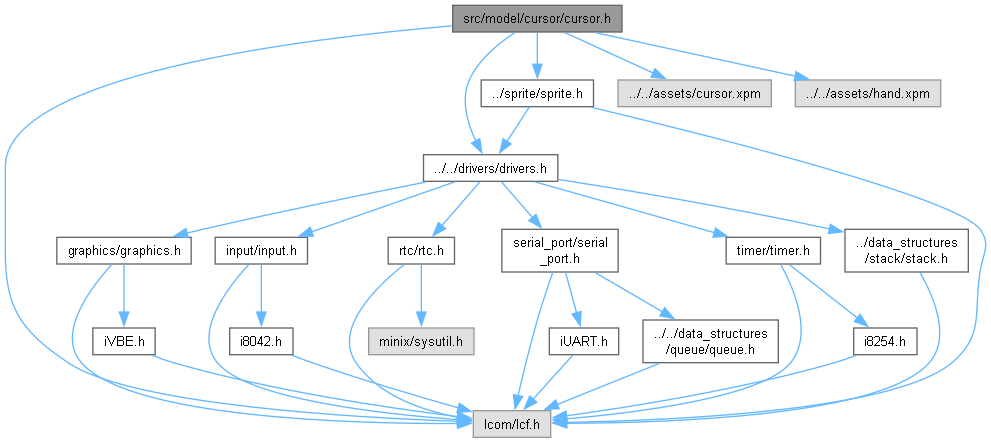 src/model/cursor/cursor.h
../sprite/sprite.h
../../assets/cursor.xpm
../../assets/hand.xpm
../../drivers/drivers.h
graphics/graphics.h
input/input.h
rtc/rtc.h
serial_port/serial
_port.h
timer/timer.h
../data_structures
/stack/stack.h
iVBE.h
i8042.h
minix/sysutil.h
iUART.h
../../data_structures
/queue/queue.h
i8254.h
lcom/lcf.h